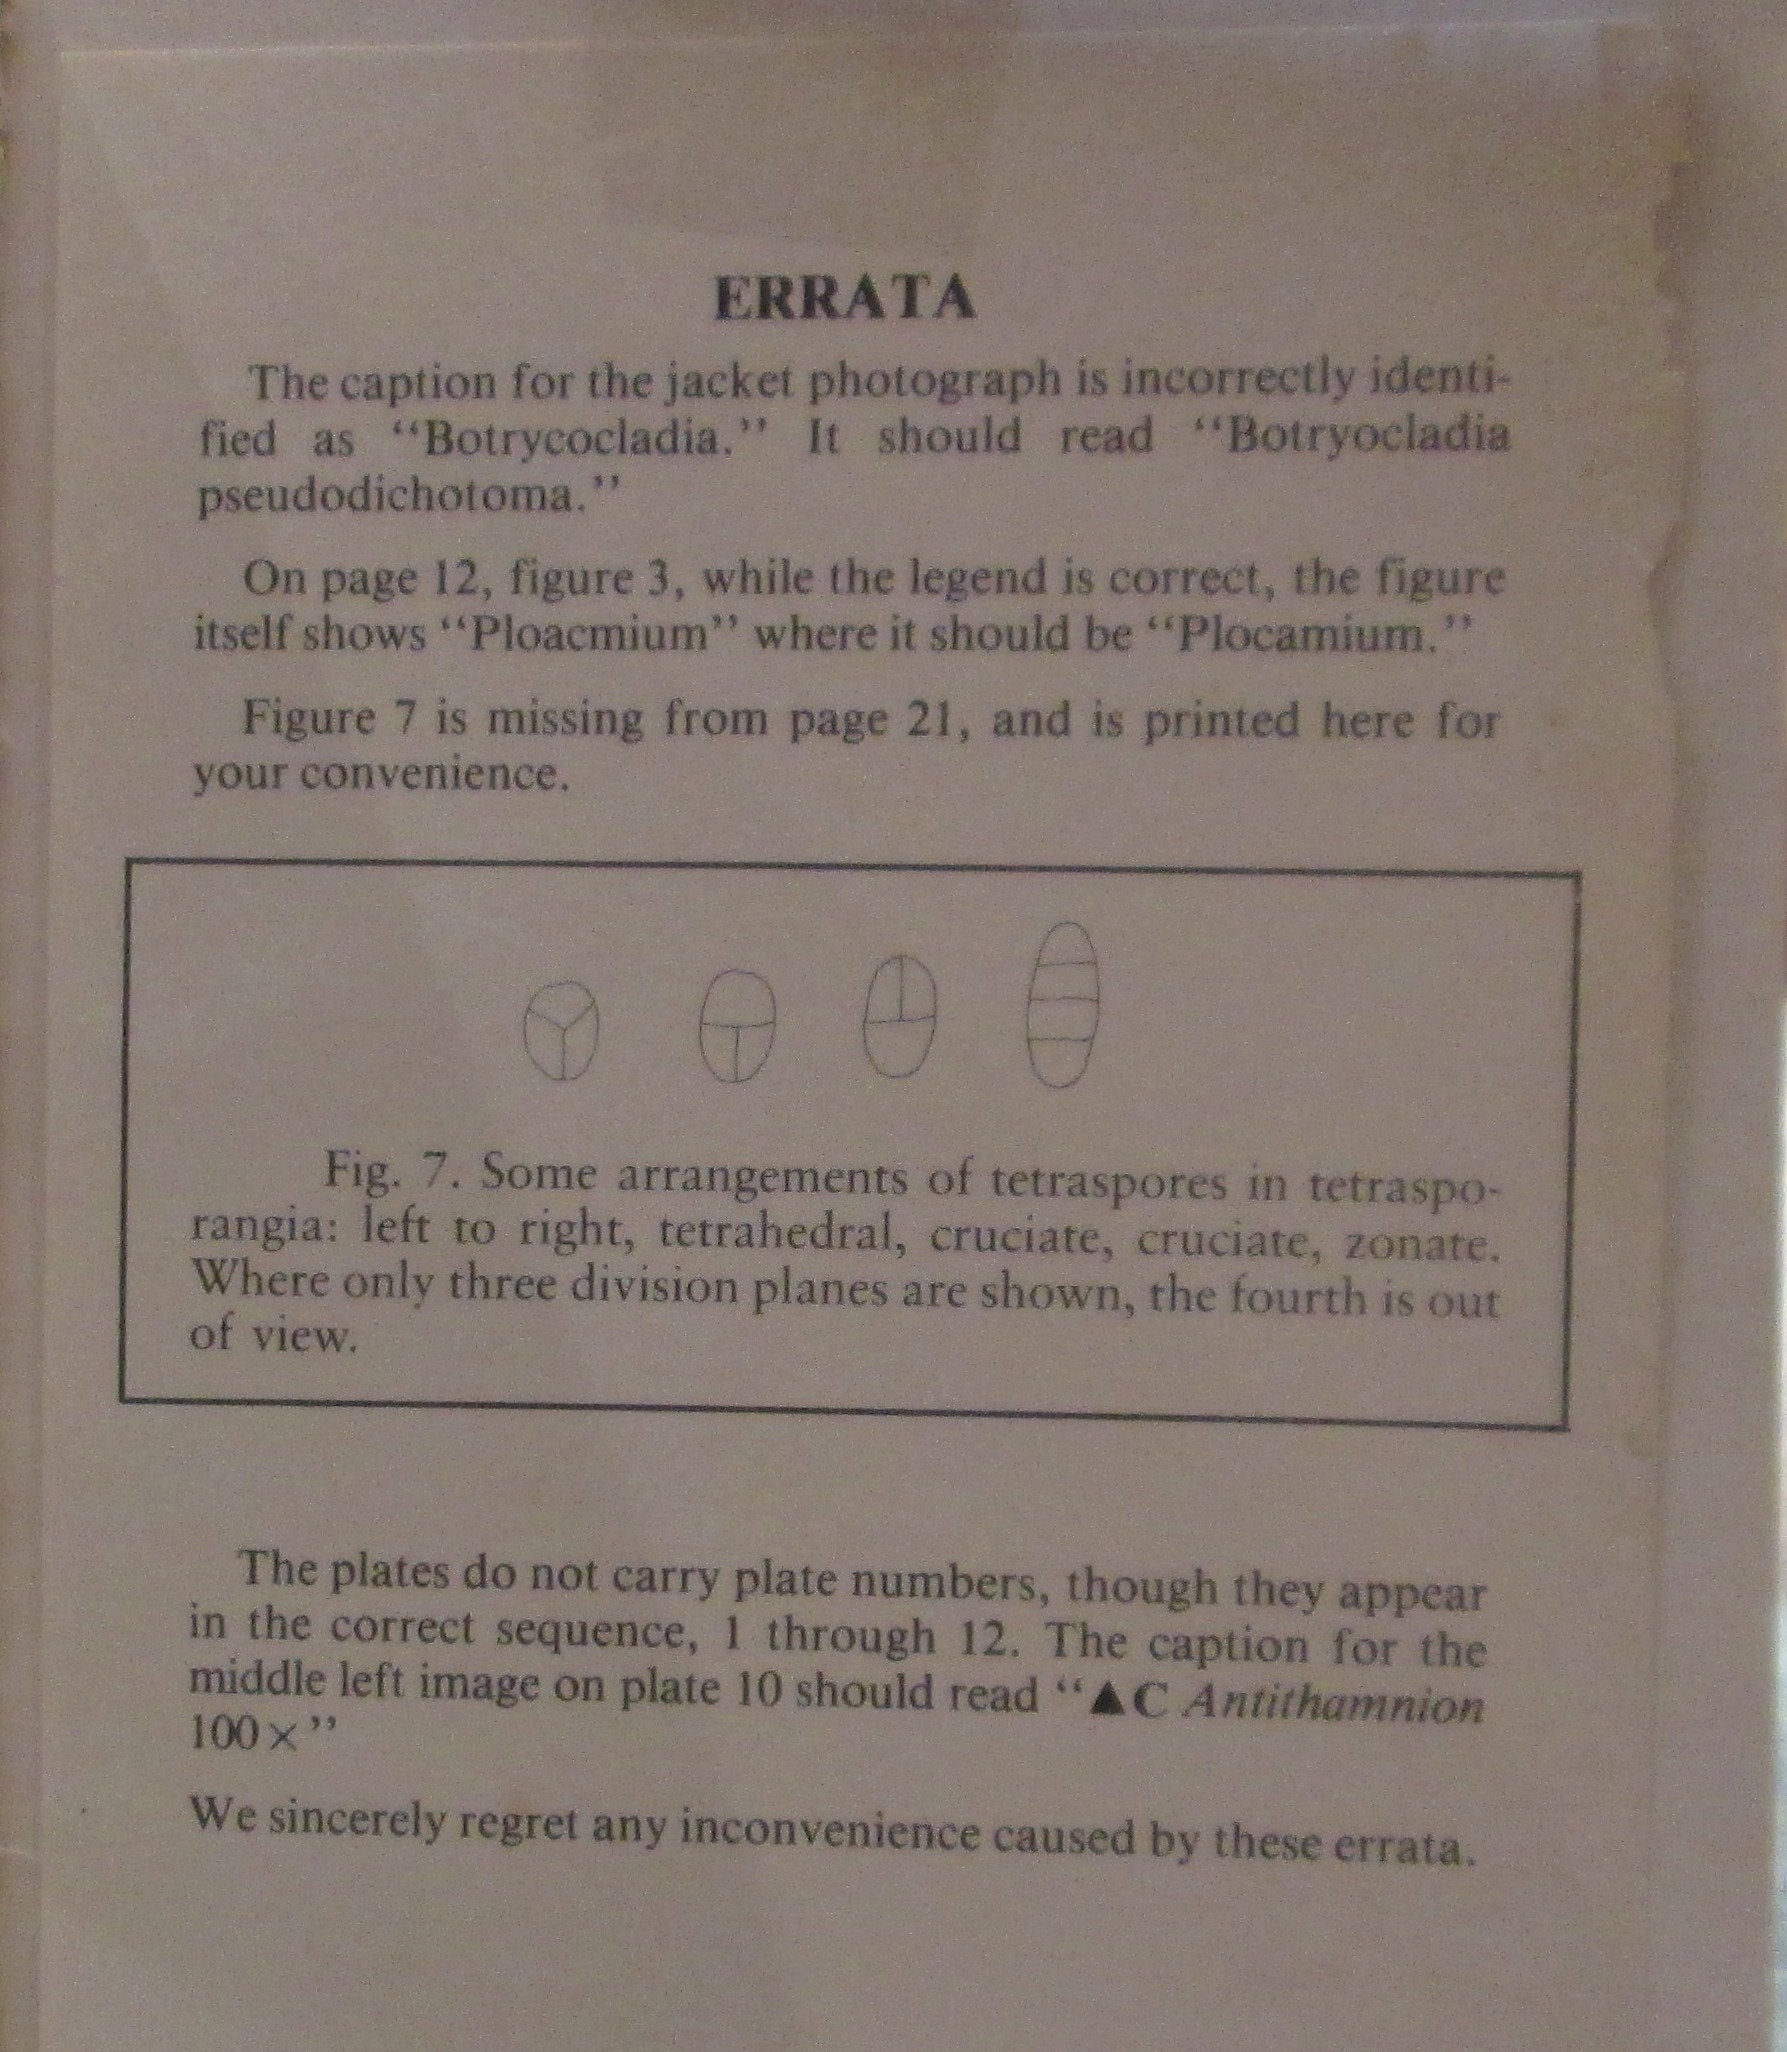 ERRATA
The caption for the jacket photograph is incorrectly identi-
fied as “Botrycocladia.” It should read “Botryocladia
pseudodichotoma.”
On page 12, figure 3, while the legend is correct, the figure
itself shows “Ploacmium” where it should be “Plocamium.”
Figure 7 is missing from page 21, and is printed here for
your convenience.
Fig. 7. Some arrangements of tetraspores in tetraspo-
rangia: left to right, tetrahedral, cruciate, cruciate, zonate.
Where only three division planes are shown, the fourth is out
of view.
The plates do not carry plate numbers, though they appear
in the correct sequence, 1 through 12. The caption for the
middle left image on plate 10 should read “▲C Antithamnion
100×”
We sincerely regret any inconvenience caused by these errata.